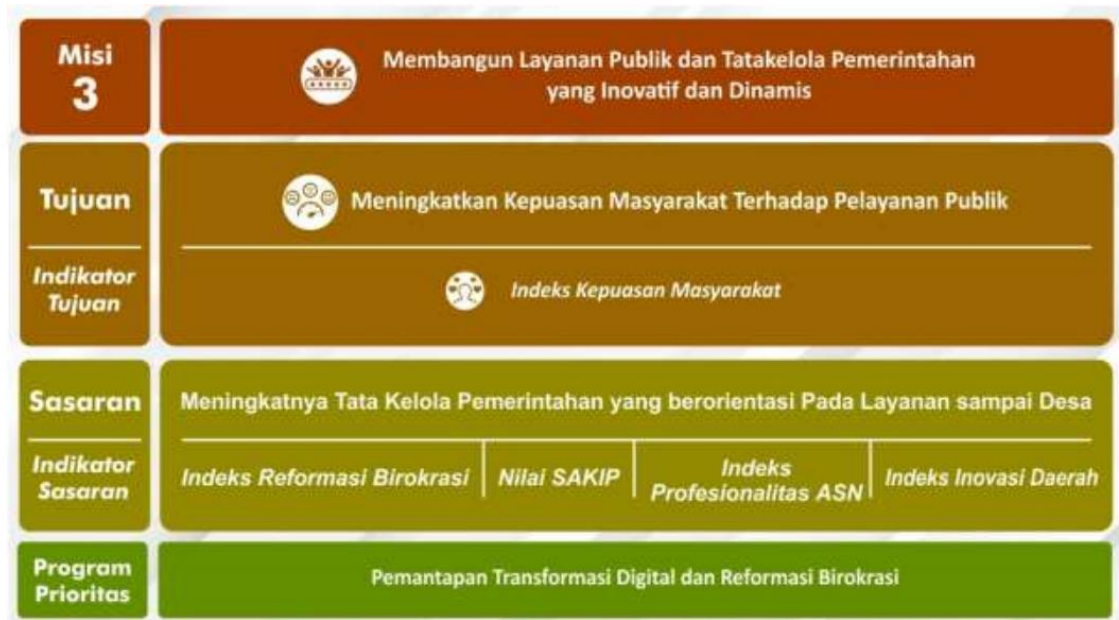 Misi
3
Membangun Layanan Publik dan Tatakelola Pemerintahan
yang Inovatif dan Dinamis
Tujuan
Meningkatkan Kepuasan Masyarakat Terhadap Pelayanan Publik
Indikator
Tujuan
Indeks Kepuasan Masyarakat
Sasaran
Meningkatnya Tata Kelola Pemerintahan yang berorientasi Pada Layanan sampai Desa
Indikator
Sasaran
Indeks Reformasi Birokrasi
Nilai SAKIP
Indeks
Profesionalitas ASN
Indeks Inovasi Daerah
Program
Prioritas
Pemantapan Transformasi Digital dan Reformasi Birokrasi